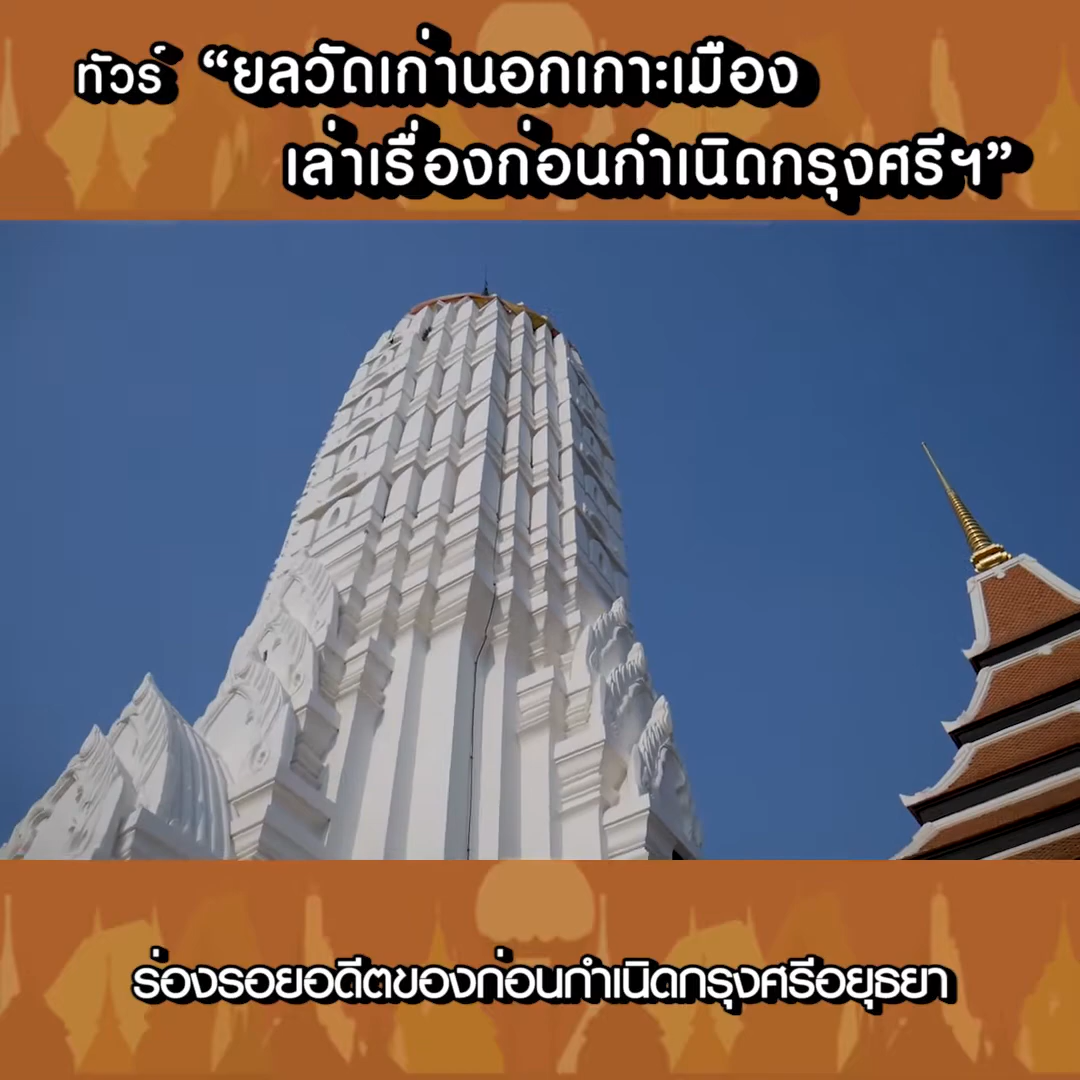 ทัวร์ “ยลวัดเก่านอกเกาะเมือง
เล่าเรื่องก่อนกำเนิดกรุงศรีฯ”
ร่องรอยอดีตของก่อนกำเนิดกรุงศรีอยุธยา